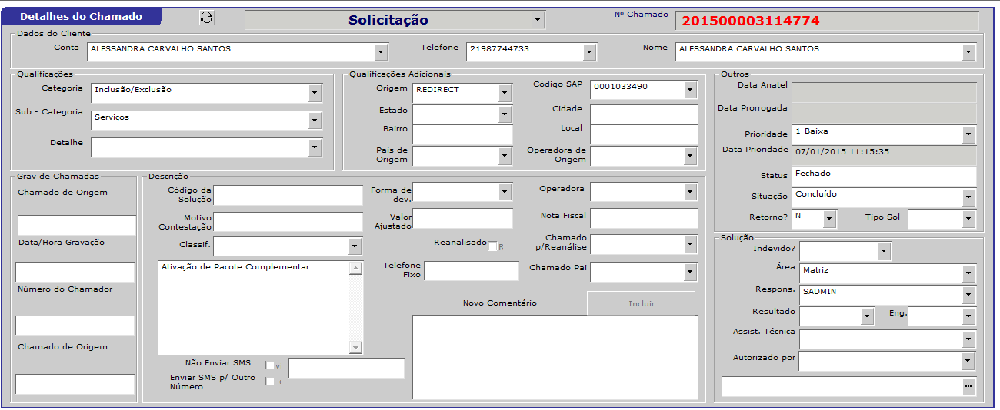 Detalhes do Chamado
Solicitação
Nº Chamado
201500003114774
Dados do Cliente
Conta ALESSANDRA CARVALHO SANTOS
Telefone 21987744733
Nome ALESSANDRA CARVALHO SANTOS
Qualificações
Categoria Inclusão/Exclusão
Sub - Categoria Serviços
Detalhe
Qualificações Adicionais
Origem REDIRECT
Código SAP 0001033490
Estado
Cidade
Bairro
Local
País de
Origem
Operadora de
Origem
Outros
Data Anatel
Data Prorrogada
Prioridade 1-Baixa
Data Prioridade 07/01/2015 11:15:35
Status Fechado
Situação Concluído
Retorno? N
Tipo Sol
Grav de Chamadas
Chamado de Origem
Data/Hora Gravação
Número do Chamador
Chamado de Origem
Descrição
Código da
Solução
Forma de
dev.
Operadora
Motivo
Contestação
Valor
Ajustado
Nota Fiscal
Classif.
Reanalisado R
Chamado
p/Reanálise
Ativação de Pacote Complementar
Telefone
Fixo
Chamado Pai
Novo Comentário
Incluir
Não Enviar SMS v
Enviar SMS p/ Outro
Número
Solução
Indevido?
Área Matriz
Respons. SADMIN
Resultado
Eng.
Assist. Técnica
Autorizado por
...